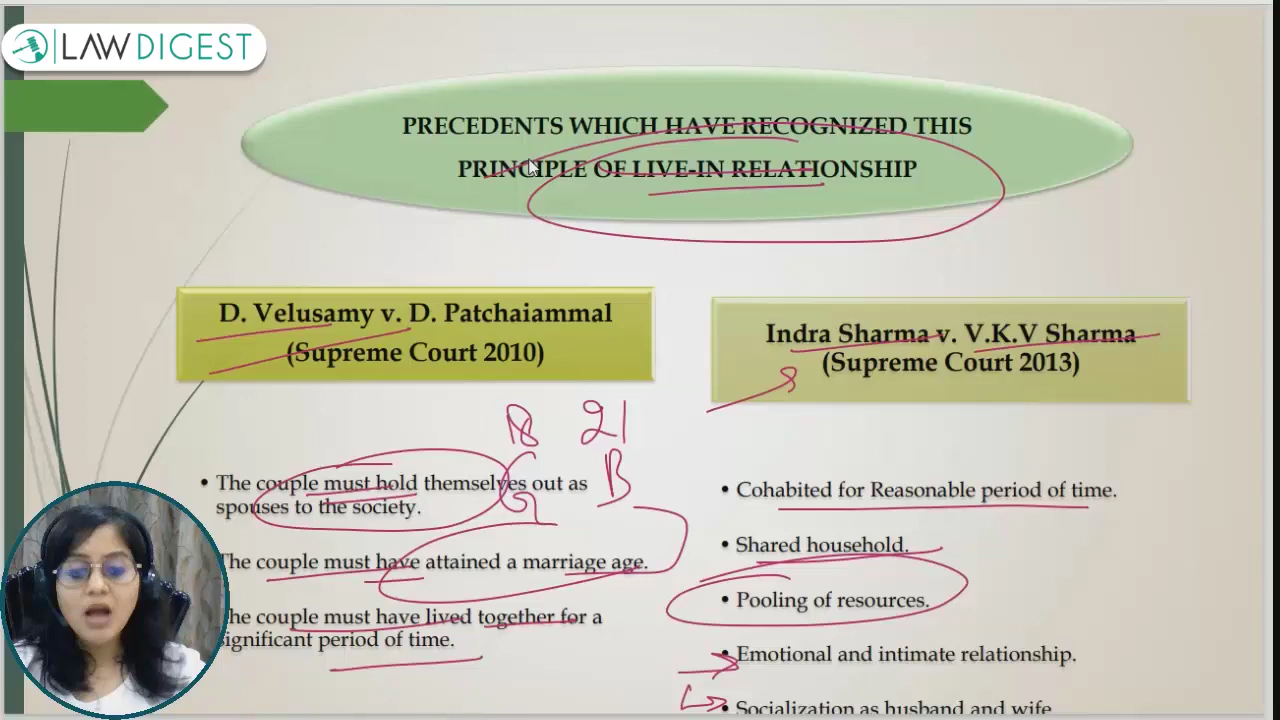 LAWDIGEST
PRECEDENTS WHICH HAVE RECOGNIZED THIS
PRINCIPLE OF LIVE-IN RELATIONSHIP
D. Velusamy v. D. Patchaiammal
(Supreme Court 2010)
18 21
G B
• The couple must hold themselves out as
spouses to the society.
The couple must have attained a marriage age.
The couple must have lived together for a
significant period of time.
Indra Sharma v. V.K.V Sharma
(Supreme Court 2013)
• Cohabited for Reasonable period of time.
• Shared household.
• Pooling of resources.
• Emotional and intimate relationship.
• Socialization as husband and wife